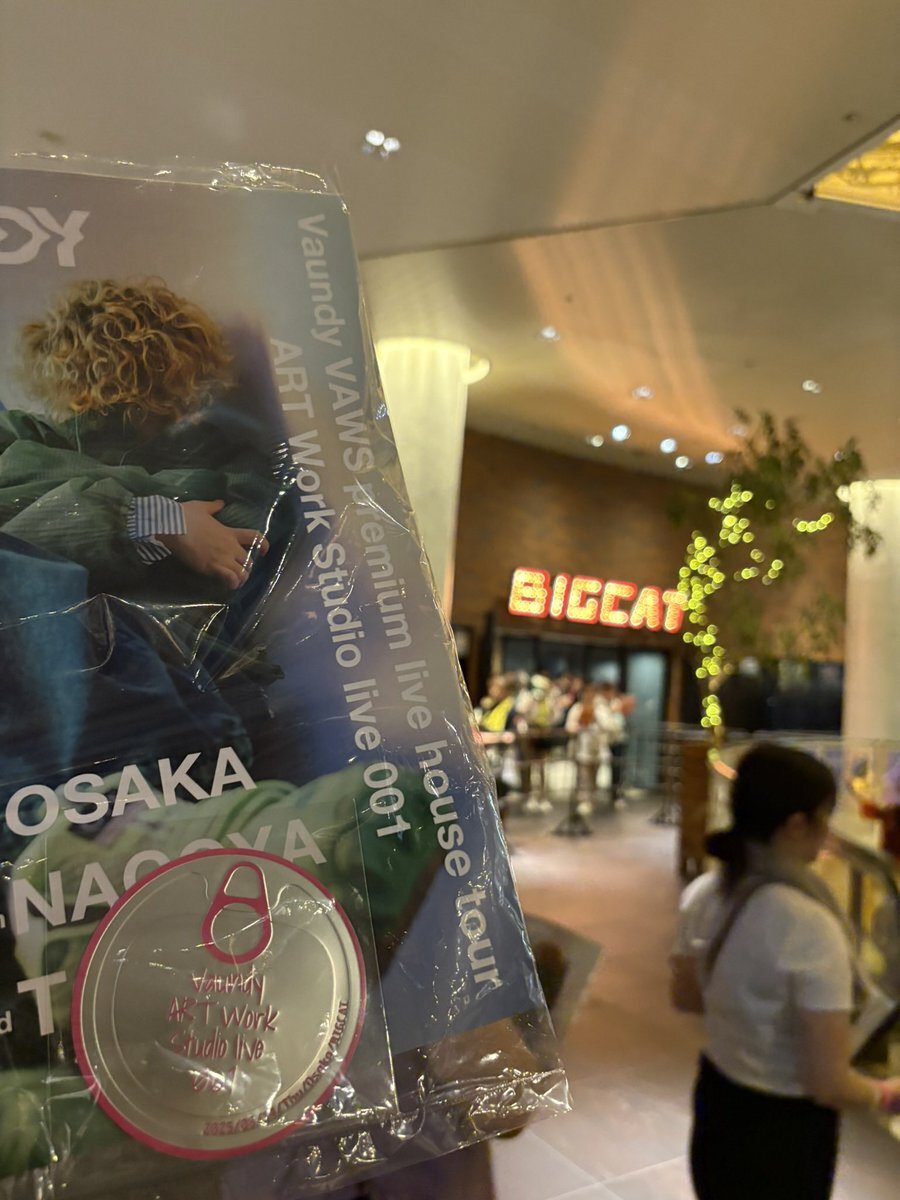 Vaundy VAWS premium live house tour
ART Work Studio live 001
OSAKA
NAGOYA
T
Vaundy
ART Work
Studio live
001
BIGCAT